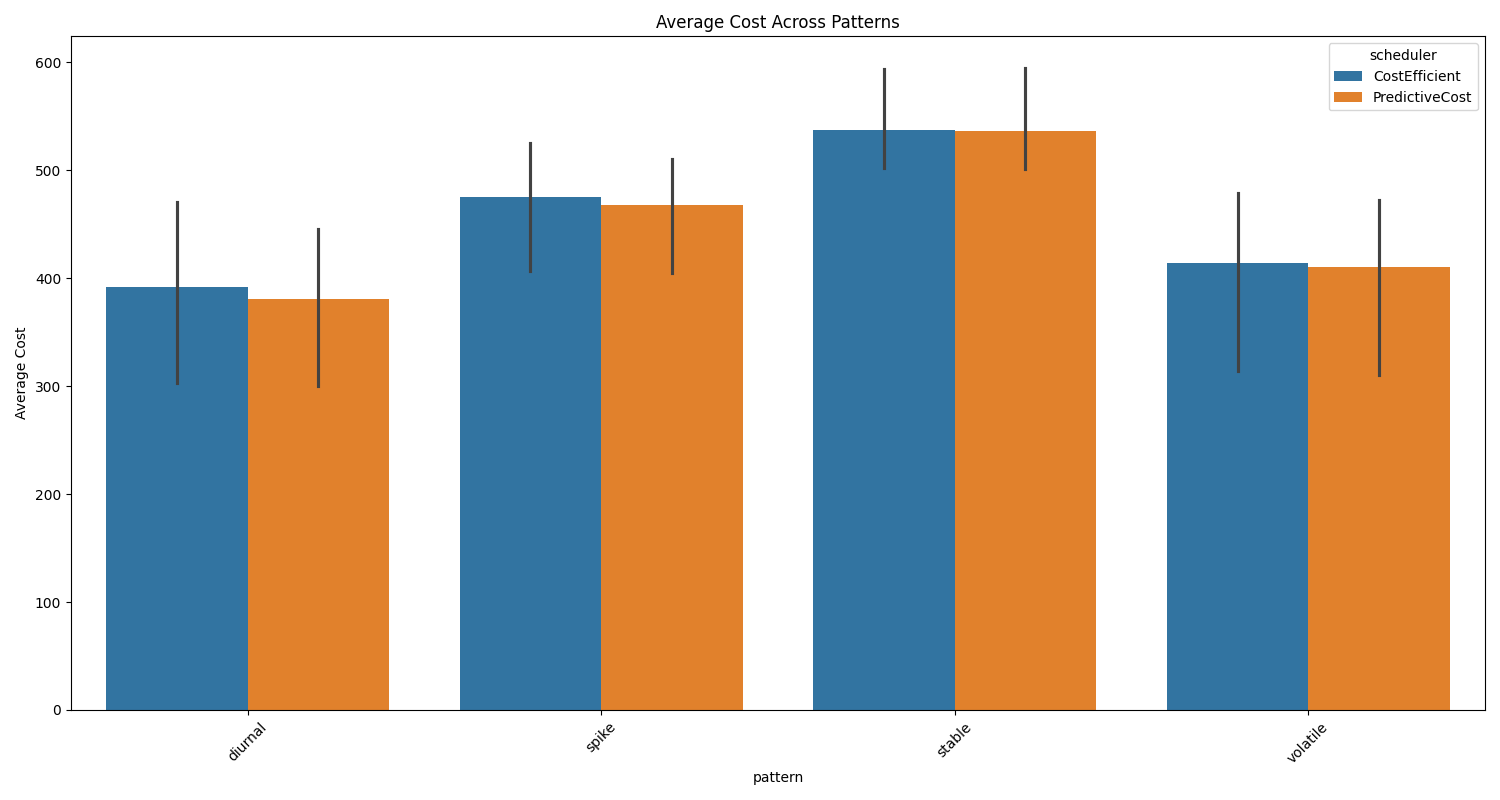 Average Cost Across Patterns
scheduler
CostEfficient
PredictiveCost
Average Cost
600
500
400
300
200
100
0
diurnal
spike
stable
volatile
pattern